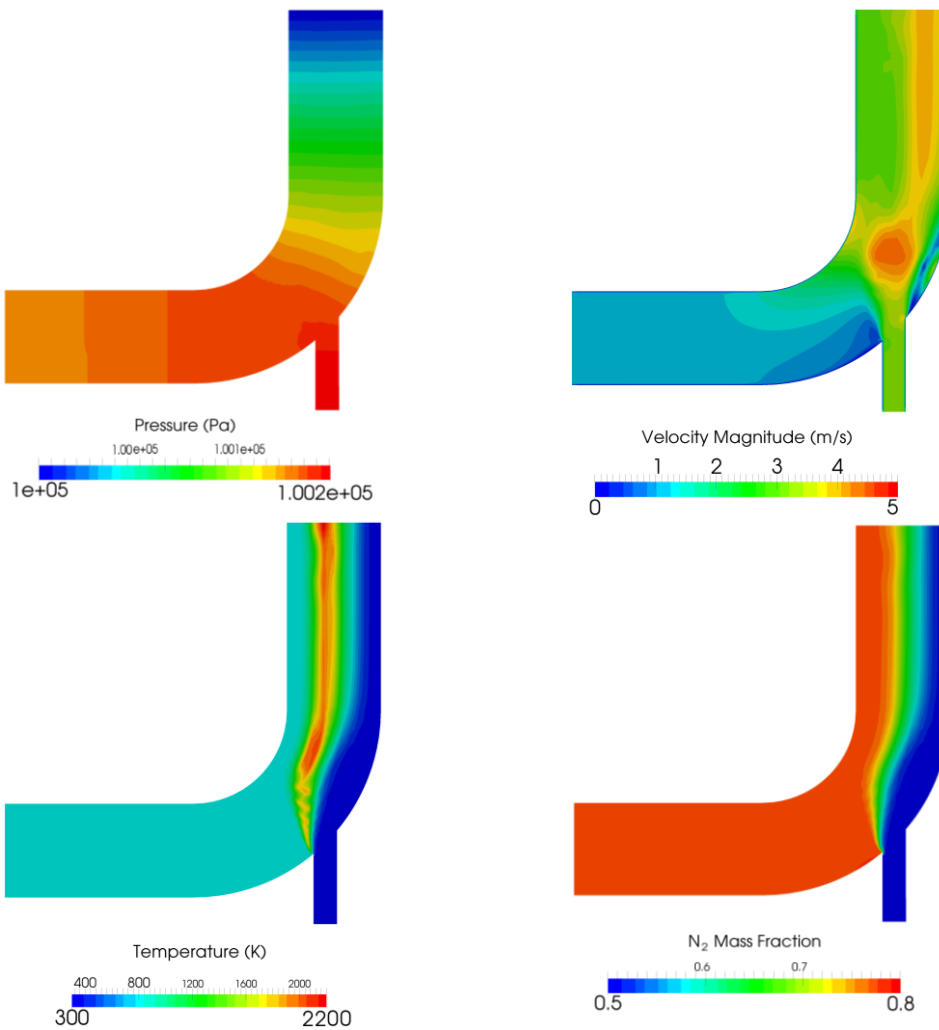 Pressure (Pa)
1.00e+05 1.001e+05
1e+05 1.002e+05
Velocity Magnitude (m/s)
1 2 3 4
0 5
Temperature (K)
400 800 1200 1600 2000
300 2200
N₂ Mass Fraction
0.6 0.7
0.5 0.8